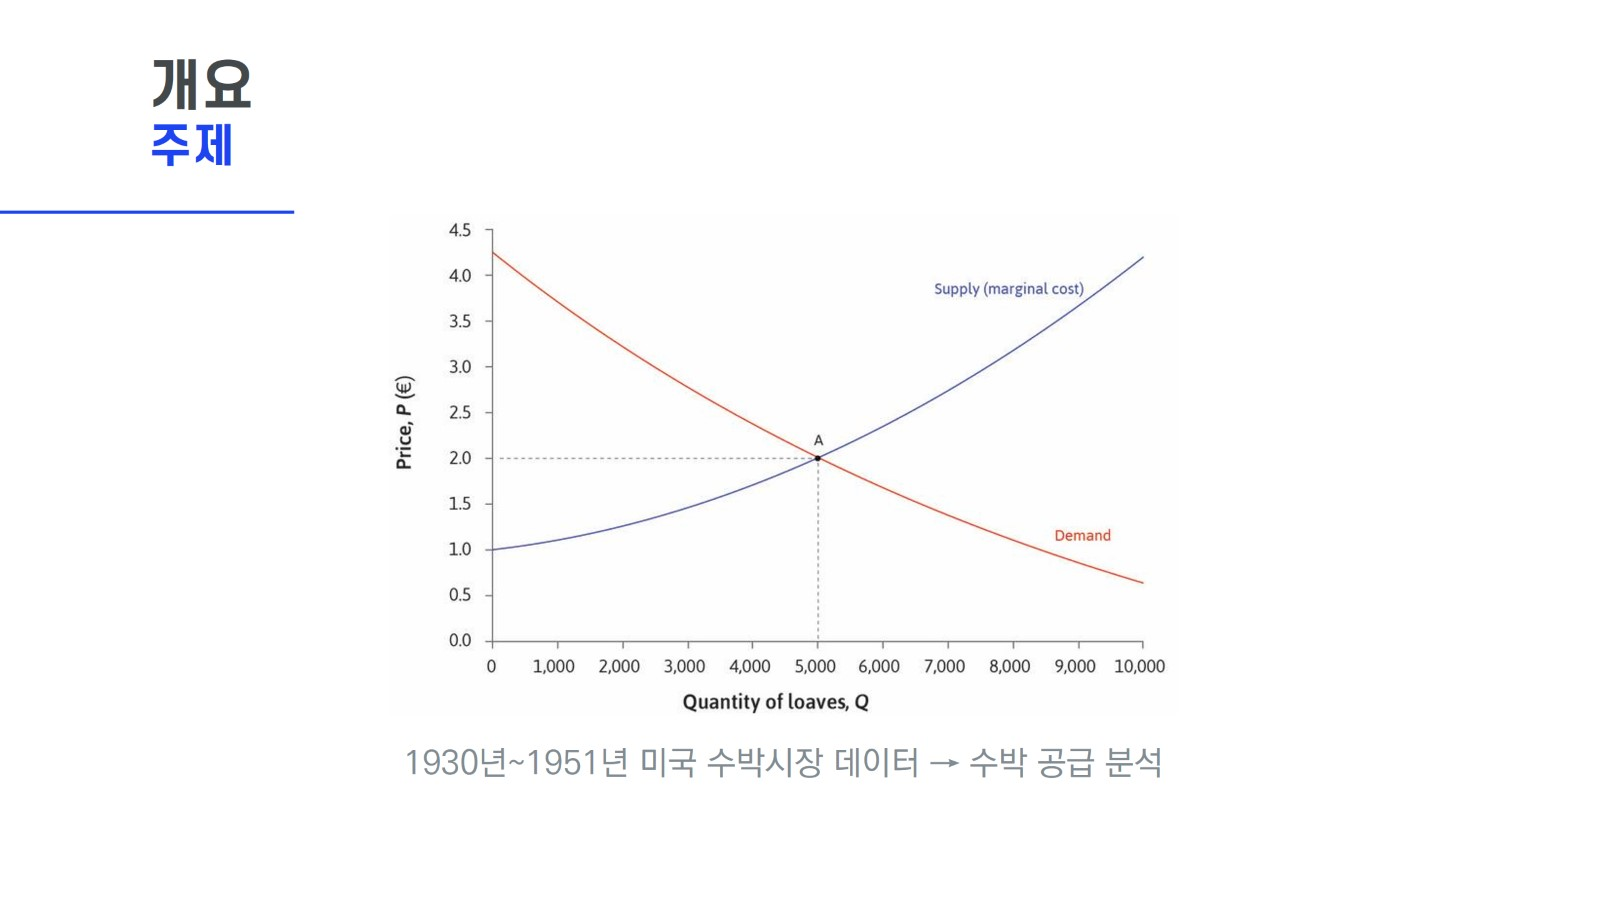 개요
주제
4.5
4.0
3.5
3.0
2.5
2.0
1.5
1.0
0.5
0.0
Price, P (€)
Supply (marginal cost)
A
Demand
0 1,000 2,000 3,000 4,000 5,000 6,000 7,000 8,000 9,000 10,000
Quantity of loaves, Q
1930년~1951년 미국 수박시장 데이터 → 수박 공급 분석